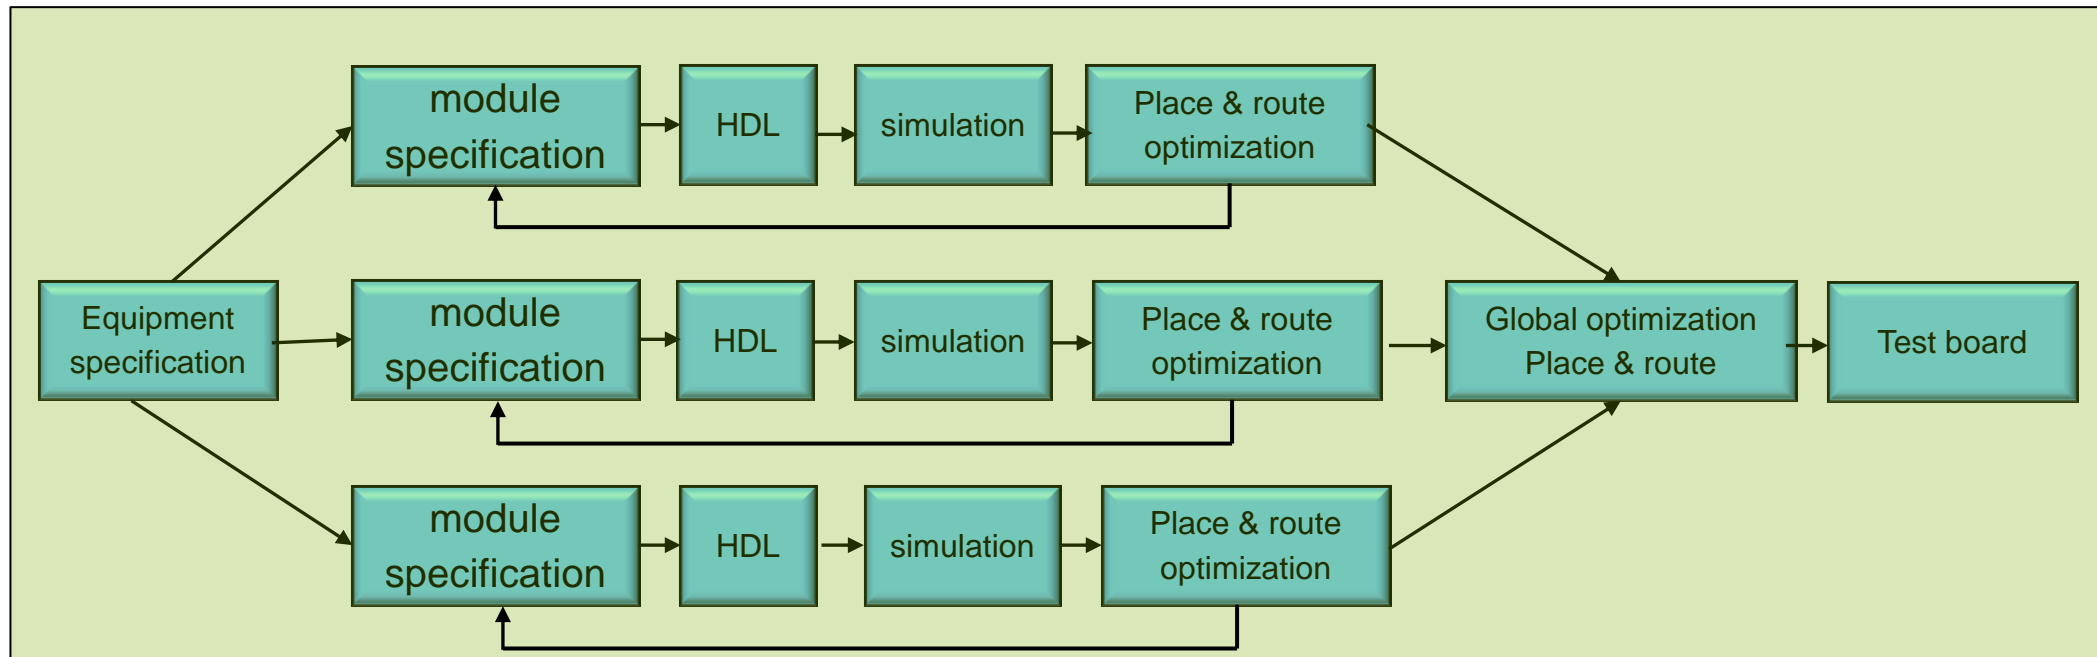 module
specification
HDL
simulation
Place & route
optimization
Equipment
specification
module
specification
HDL
simulation
Place & route
optimization
Global optimization
Place & route
Test board
module
specification
HDL
simulation
Place & route
optimization